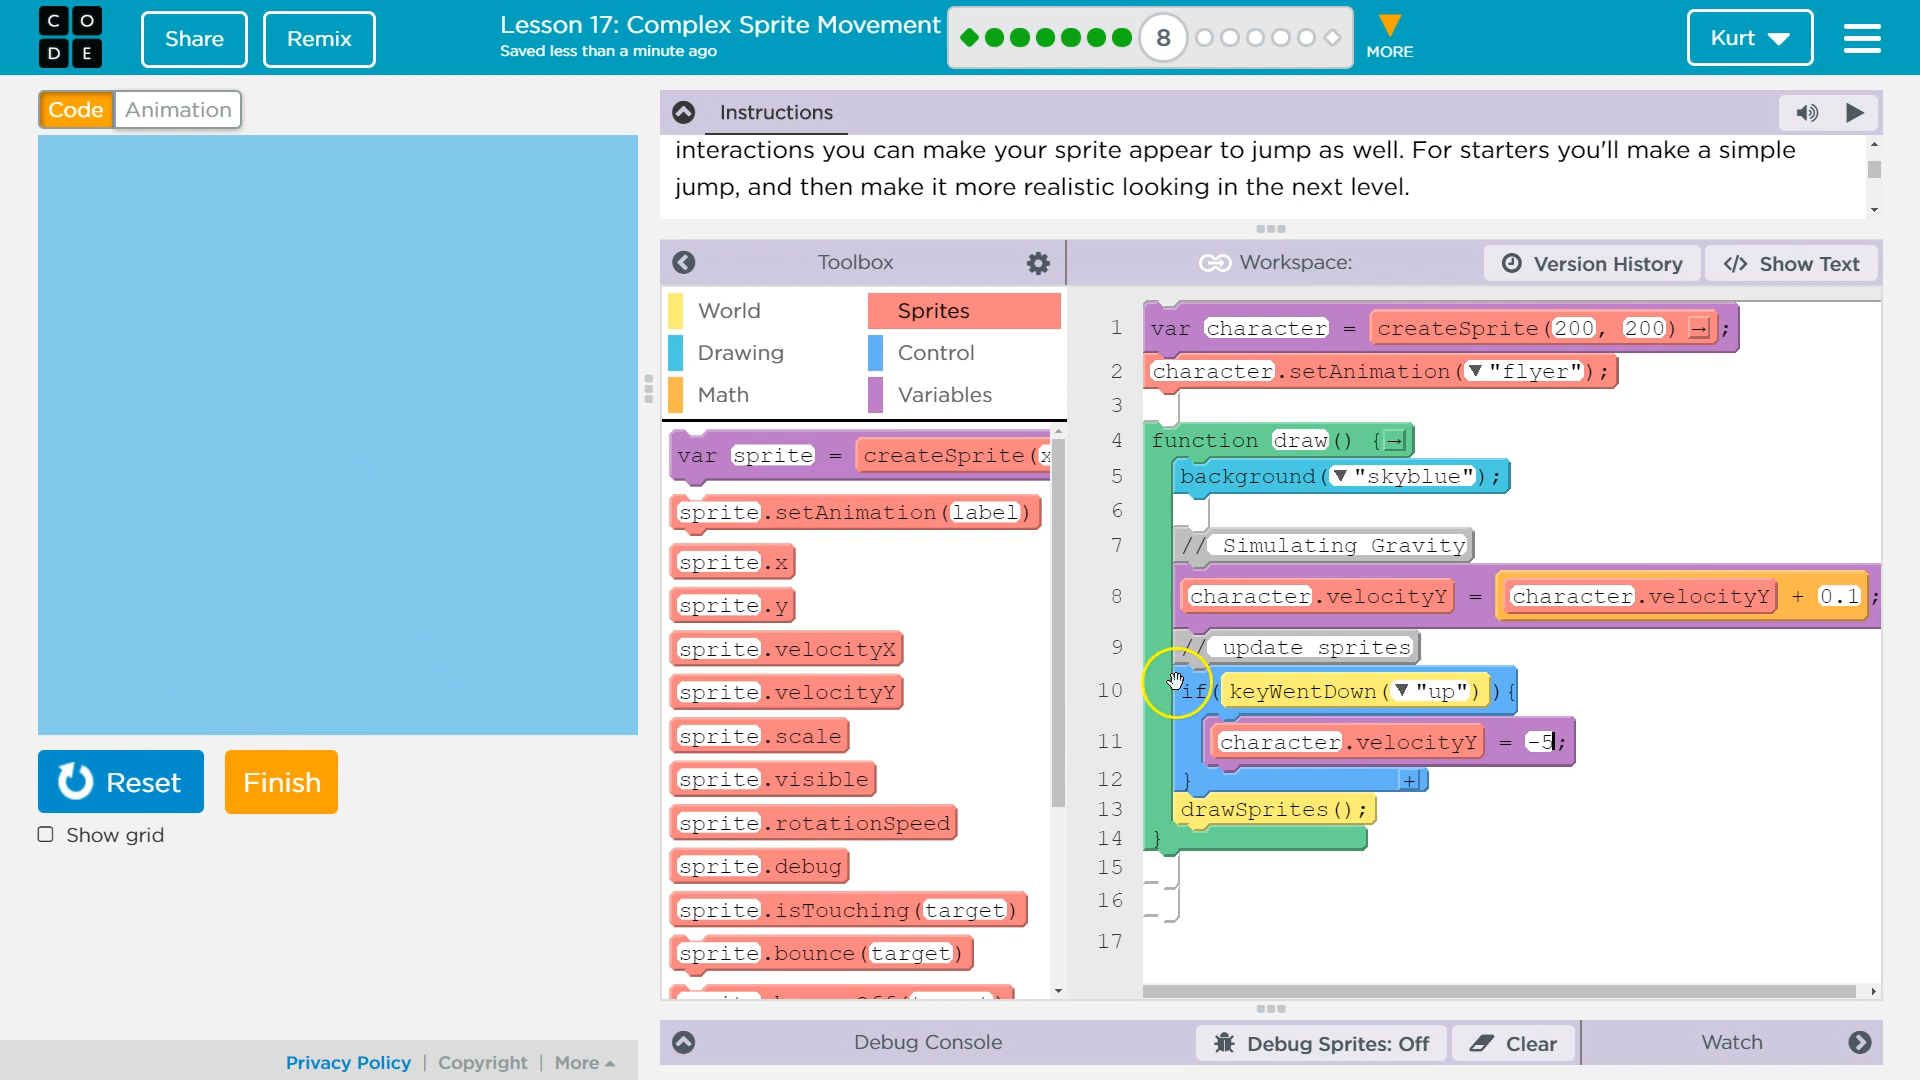 C O
D E
Share
Remix
Lesson 17: Complex Sprite Movement
Saved less than a minute ago
8
MORE
Kurt
Code
Animation
Instructions
interactions you can make your sprite appear to jump as well. For starters you'll make a simple
jump, and then make it more realistic looking in the next level.
Toolbox
Workspace:
Version History
</> Show Text
World
Sprites
Drawing
Control
Math
Variables
var sprite = createSprite(x
sprite.setAnimation(label)
sprite.x
sprite.y
sprite.velocityX
sprite.velocityY
sprite.scale
sprite.visible
sprite.rotationSpeed
sprite.debug
sprite.isTouching(target)
sprite.bounce(target)
1 var character = createSprite(200, 200) → ;
2 character.setAnimation(▼ "flyer");
3
4 function draw() { →
5 background(▼ "skyblue");
6
7 // Simulating Gravity
8 character.velocityY = character.velocityY + 0.1;
9 // update sprites
10 if( keyWentDown(▼ "up") ){
11 character.velocityY = -5;
12 } +
13 drawSprites();
14 }
15
16
17
Reset
Finish
Show grid
Debug Console
Debug Sprites: Off
Clear
Watch
Privacy Policy | Copyright | More